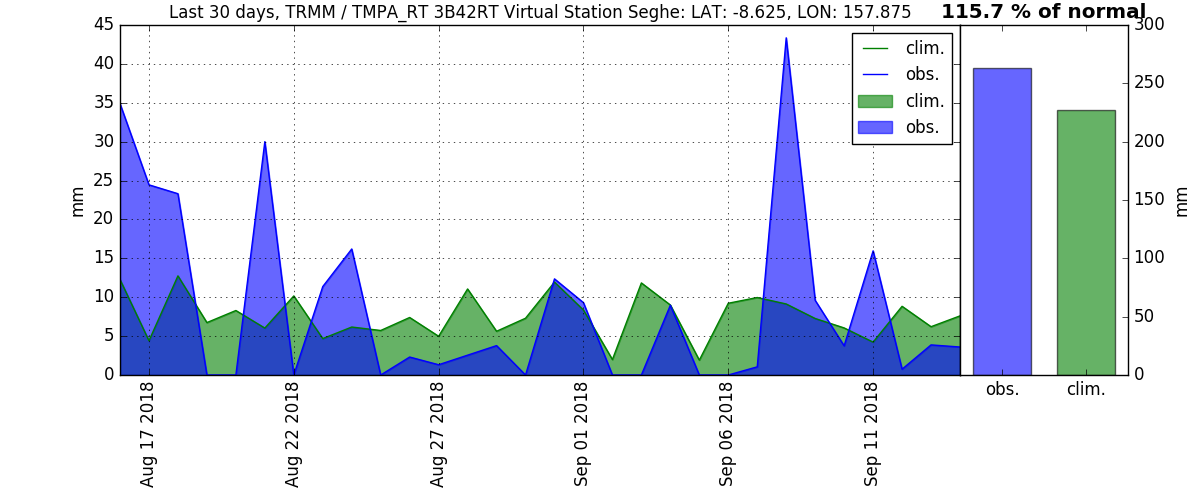 Last 30 days, TRMM / TMPA_RT 3B42RT Virtual Station Seghe: LAT: -8.625, LON: 157.875
115.7 % of normal
45
40
35
30
25
20
15
10
5
0
mm
clim.
obs.
clim.
obs.
Aug 17 2018
Aug 22 2018
Aug 27 2018
Sep 01 2018
Sep 06 2018
Sep 11 2018
300
250
200
150
100
50
0
mm
obs.
clim.